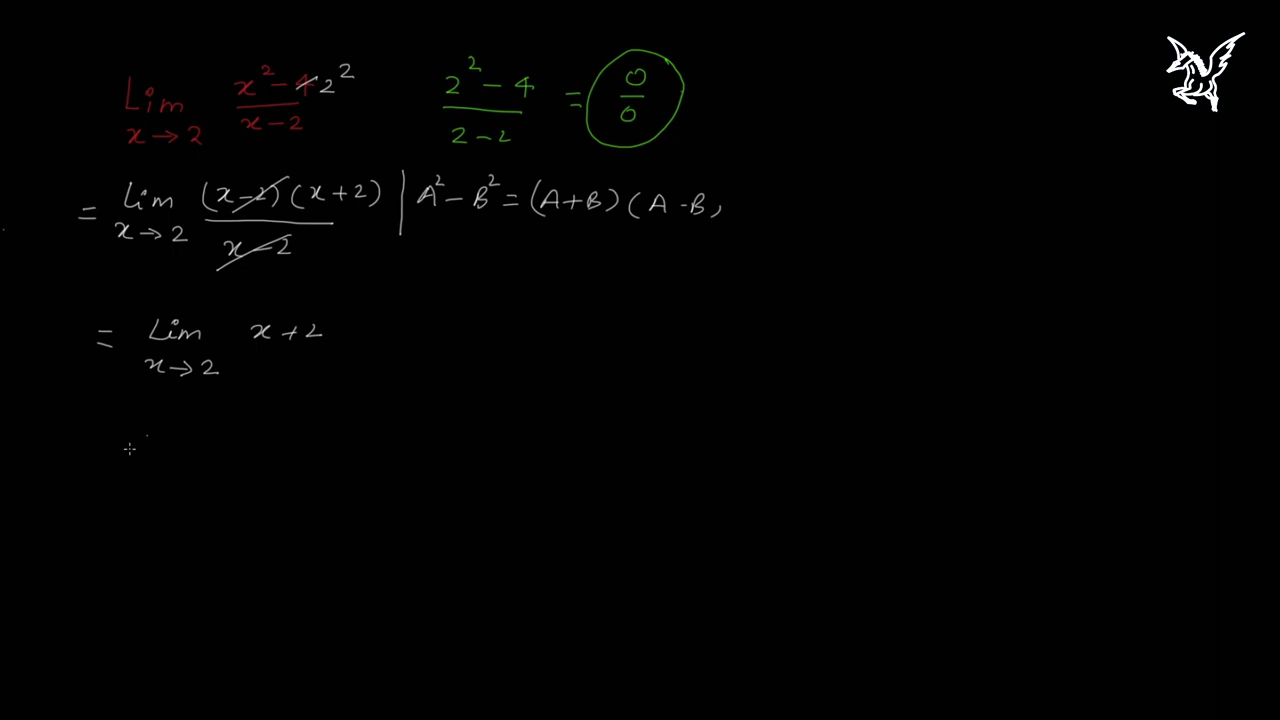 Lim x→2 (x² - 4 2²)/(x-2) (2² - 4)/(2-2) = 0/0
= Lim x→2 (x-2)(x+2)/(x-2) | A² - B² = (A+B)(A-B)
= Lim x→2 x+2